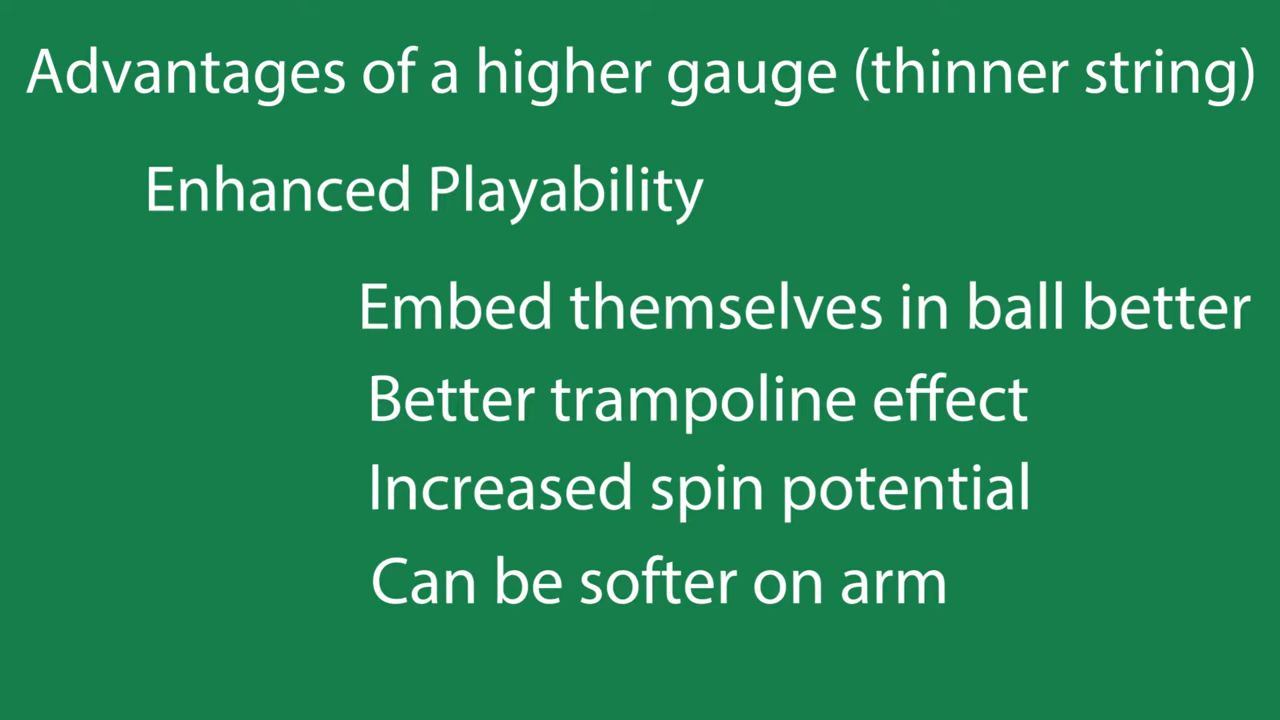 Advantages of a higher gauge (thinner string)
Enhanced Playability
Embed themselves in ball better
Better trampoline effect
Increased spin potential
Can be softer on arm